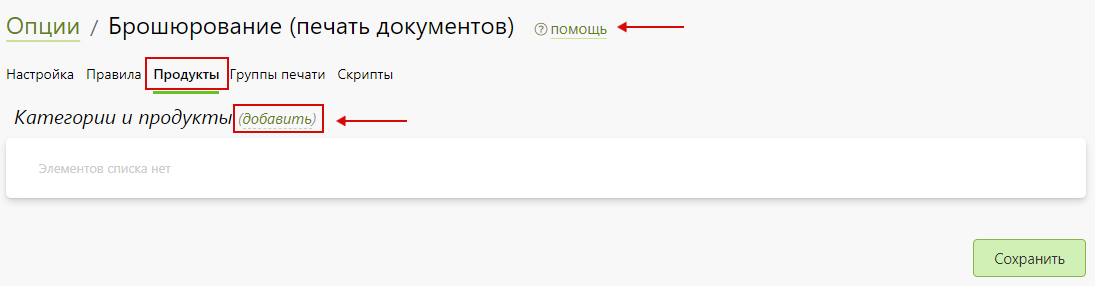 Опции / Брошюрование (печать документов) ? помощь
Настройка Правила Продукты Группы печати Скрипты
Категории и продукты (добавить)
Элементов списка нет
Сохранить